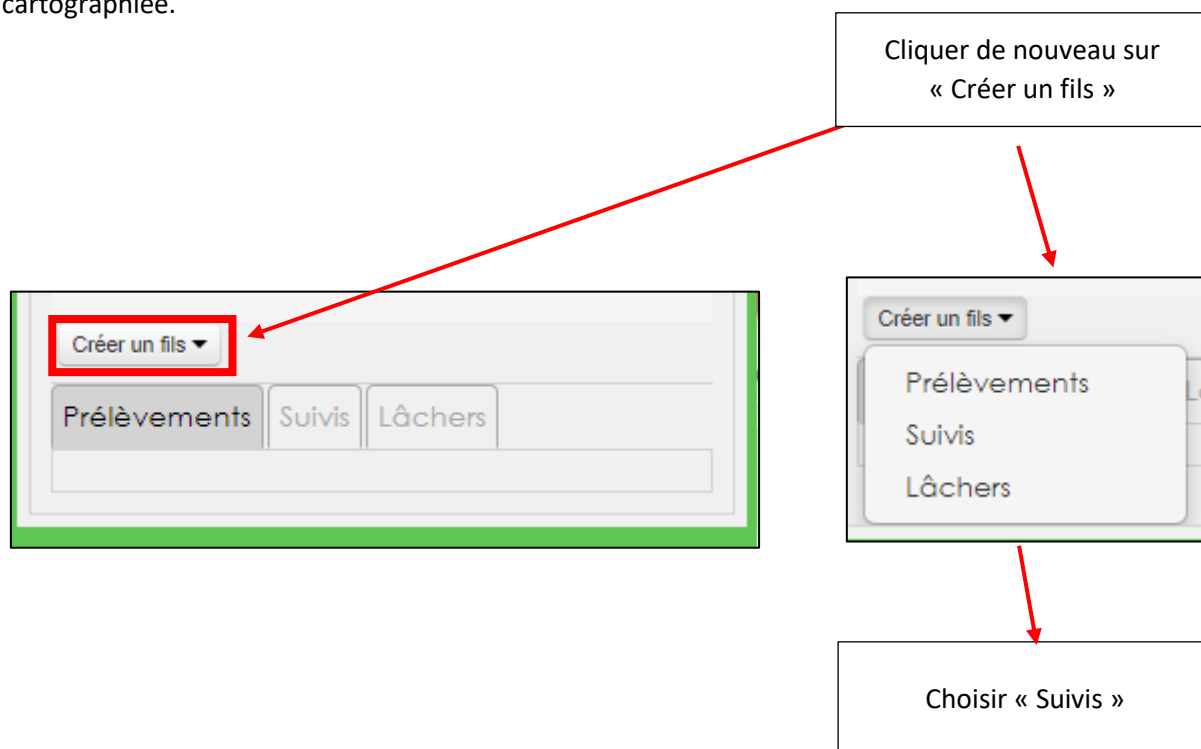 cartographiée.
Cliquer de nouveau sur
« Créer un fils »
Créer un fils
Prélèvements Suivis Lâchers
Créer un fils
Prélèvements
Suivis
Lâchers
Choisir « Suivis »